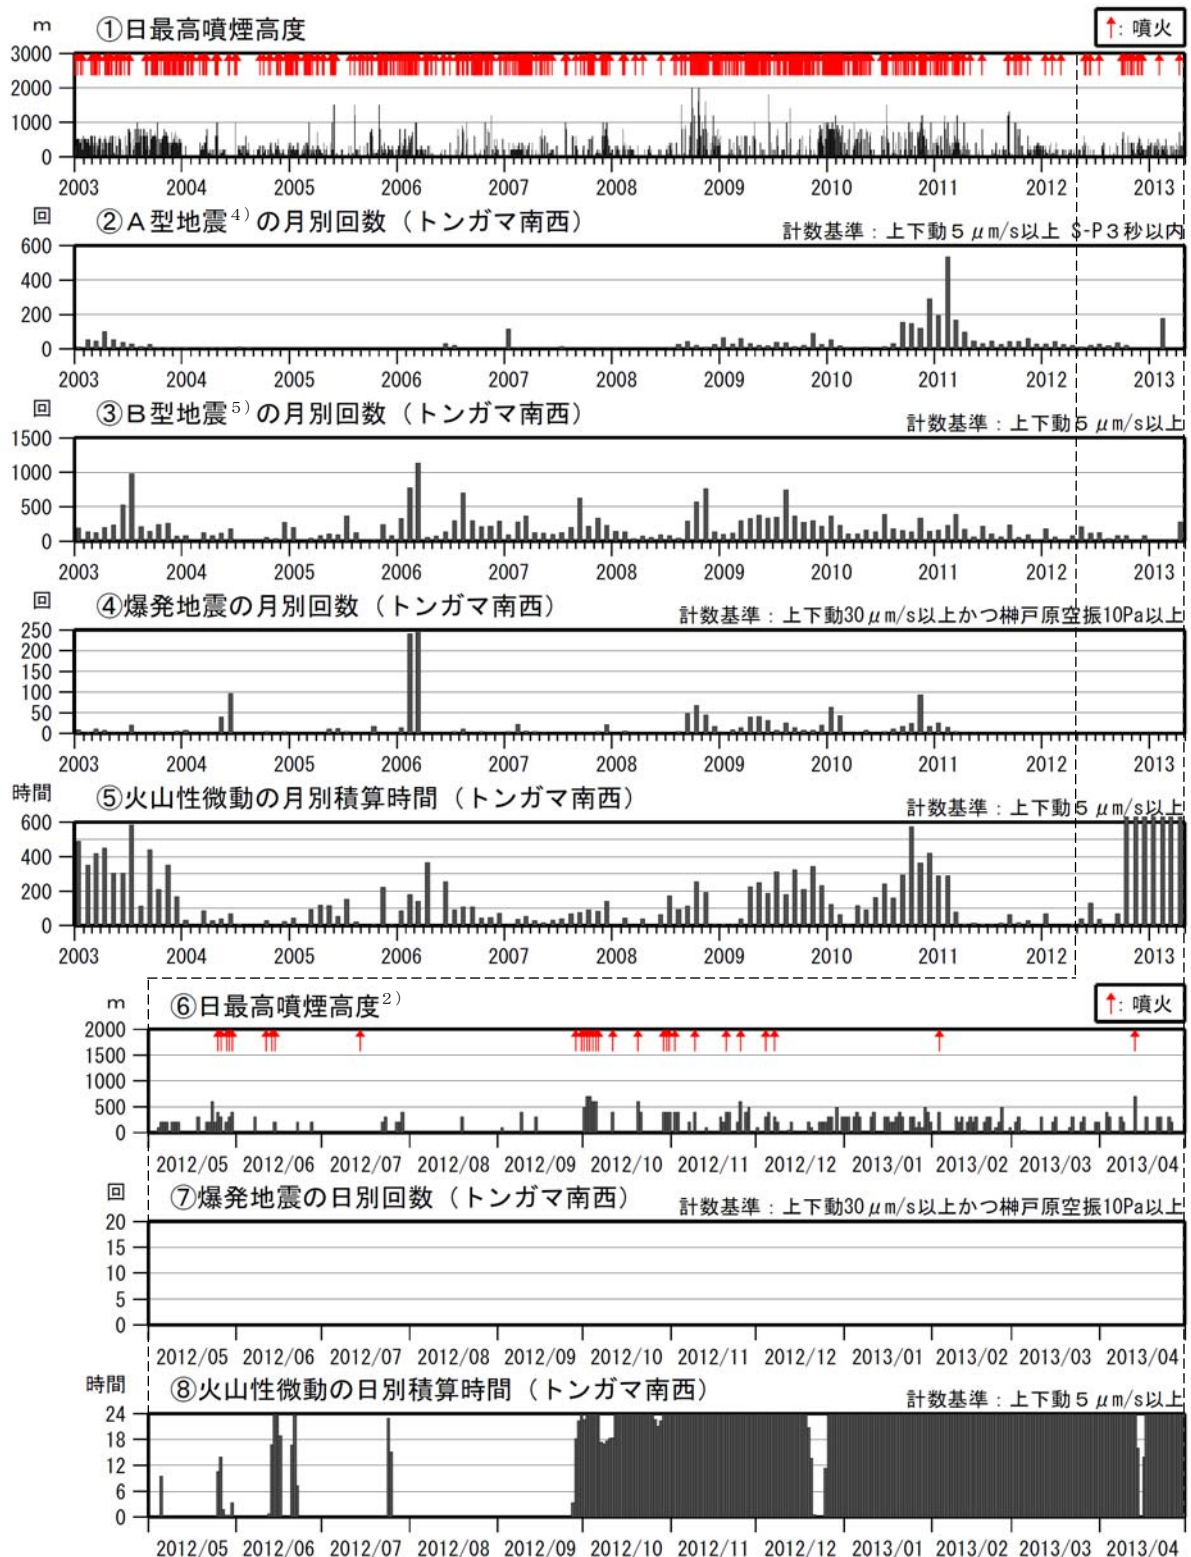 m ①日最高噴煙高度 ↑: 噴火
3000
2000
1000
0
2003 2004 2005 2006 2007 2008 2009 2010 2011 2012 2013
回 ②A型地震4)の月別回数(トンガマ南西) 計数基準:上下動5μm/s以上 S-P3秒以内
600
400
200
0
2003 2004 2005 2006 2007 2008 2009 2010 2011 2012 2013
回 ③B型地震5)の月別回数(トンガマ南西) 計数基準:上下動5μm/s以上
1500
1000
500
0
2003 2004 2005 2006 2007 2008 2009 2010 2011 2012 2013
回 ④爆発地震の月別回数(トンガマ南西) 計数基準:上下動30μm/s以上かつ榊戸原空振10Pa以上
250
200
150
100
50
0
2003 2004 2005 2006 2007 2008 2009 2010 2011 2012 2013
時間 ⑤火山性微動の月別積算時間(トンガマ南西) 計数基準:上下動5μm/s以上
600
400
200
0
2003 2004 2005 2006 2007 2008 2009 2010 2011 2012 2013
m ⑥日最高噴煙高度2) ↑: 噴火
2000
1500
1000
500
0
2012/05 2012/06 2012/07 2012/08 2012/09 2012/10 2012/11 2012/12 2013/01 2013/02 2013/03 2013/04
回 ⑦爆発地震の日別回数(トンガマ南西) 計数基準:上下動30μm/s以上かつ榊戸原空振10Pa以上
20
15
10
5
0
2012/05 2012/06 2012/07 2012/08 2012/09 2012/10 2012/11 2012/12 2013/01 2013/02 2013/03 2013/04
時間 ⑧火山性微動の日別積算時間(トンガマ南西) 計数基準:上下動5μm/s以上
24
18
12
6
0
2012/05 2012/06 2012/07 2012/08 2012/09 2012/10 2012/11 2012/12 2013/01 2013/02 2013/03 2013/04